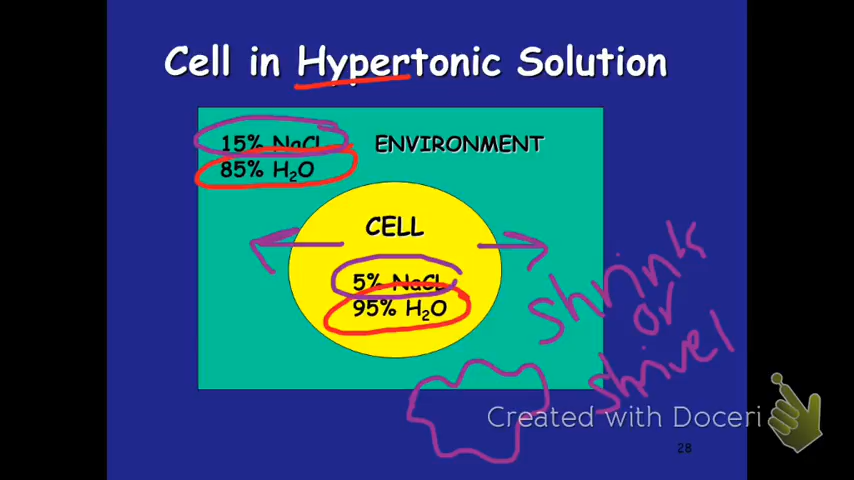 Cell in Hypertonic Solution
15% NaCL
85% H₂O
ENVIRONMENT
CELL
5% NaCL
95% H₂O
shrink
or
shrivel
Created with Doceri
28